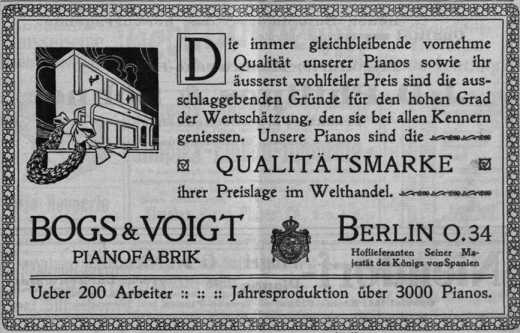 Die immer gleichbleibende vornehme
Qualität unserer Pianos sowie ihr
äusserst wohlfeiler Preis sind die aus-
schlaggebenden Gründe für den hohen Grad
der Wertschätzung, den sie bei allen Kennern
geniessen. Unsere Pianos sind die
QUALITÄTSMARKE
ihrer Preislage im Welthandel.
BOGS & VOIGT
PIANOFABRIK
BERLIN O.34
Hoflieferanten Seiner Ma-
jestät des Königs von Spanien
Ueber 200 Arbeiter :: :: :: Jahresproduktion über 3000 Pianos.